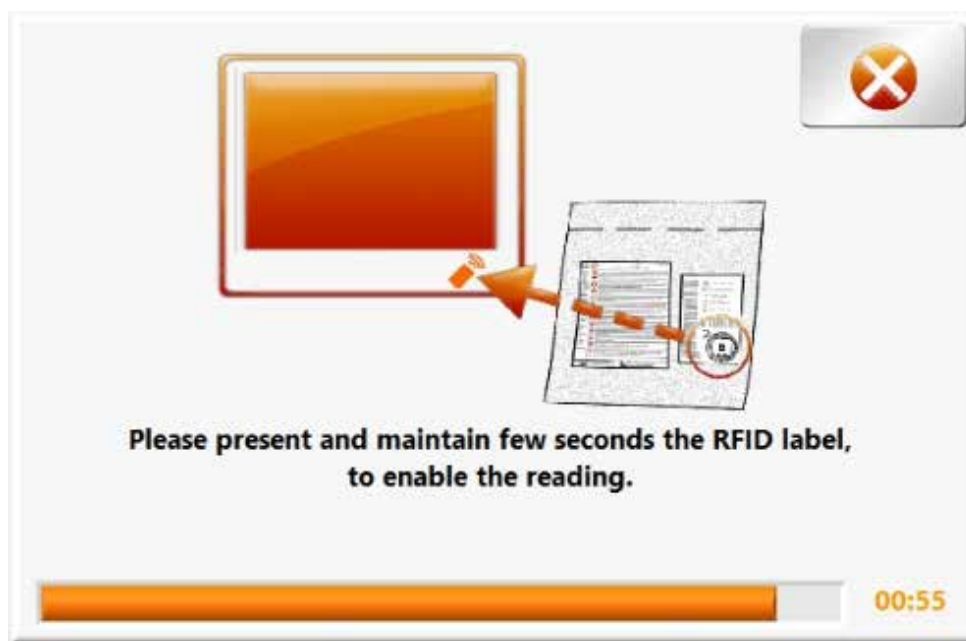 Please present and maintain few seconds the RFID label,
to enable the reading.
00:55